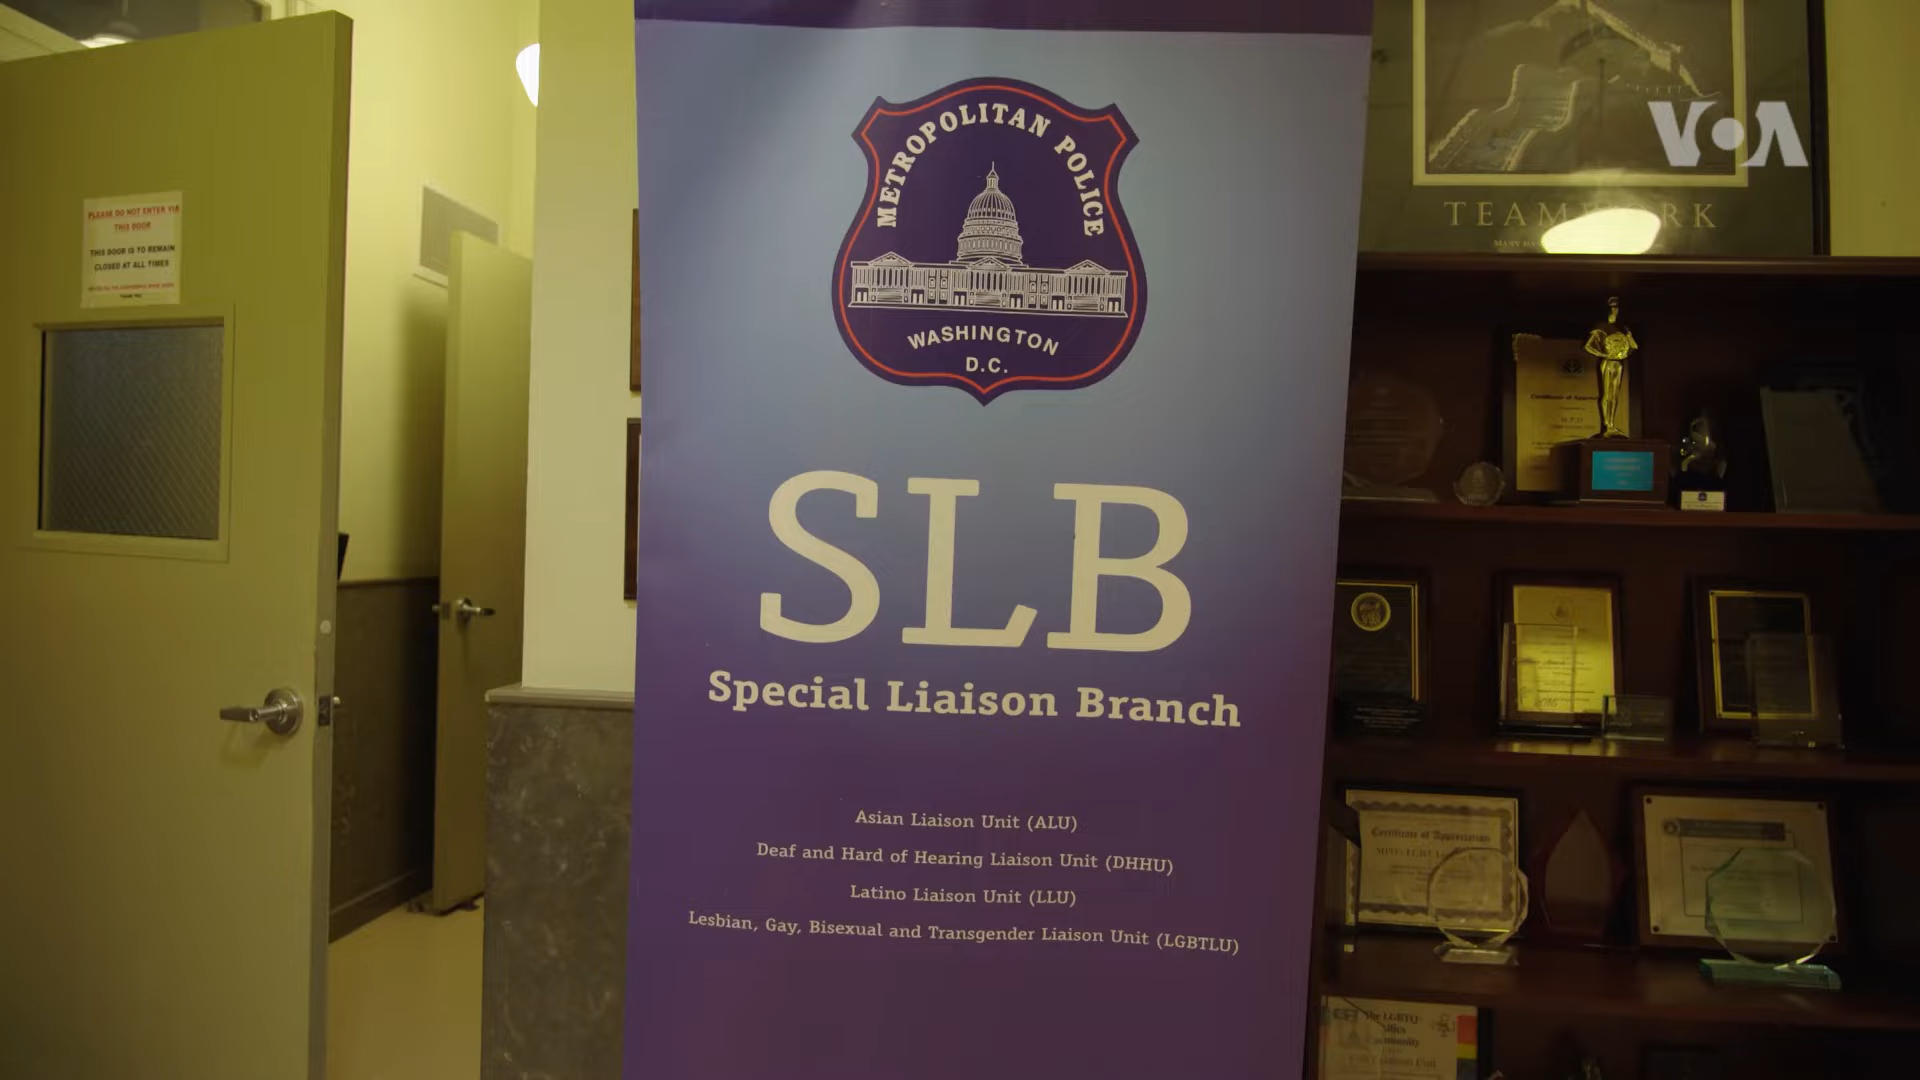 PLEASE DO NOT ENTER VIA
THIS DOOR
THIS DOOR IS TO REMAIN
CLOSED AT ALL TIMES
METROPOLITAN POLICE
WASHINGTON
D.C.
SLB
Special Liaison Branch
Asian Liaison Unit (ALU)
Deaf and Hard of Hearing Liaison Unit (DHHU)
Latino Liaison Unit (LLU)
Lesbian, Gay, Bisexual and Transgender Liaison Unit (LGBTLU)
VOA
TEAMWORK
Certificate of Appreciation